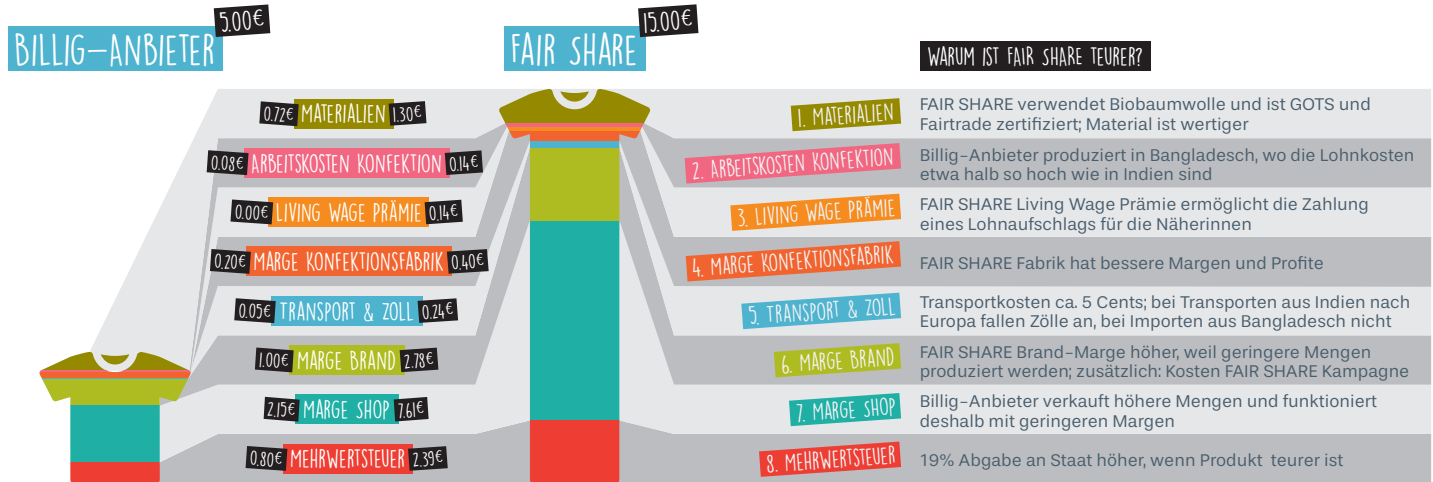 BILLIG-ANBIETER
5.00€
FAIR SHARE
15.00€
WARUM IST FAIR SHARE TEURER?
0.72€ MATERIALIEN 1.30€
0.08€ ARBEITSKOSTEN KONFEKTION 0.14€
0.00€ LIVING WAGE PRÄMIE 0.14€
0.20€ MARGE KONFEKTIONSFABRIK 0.40€
0.05€ TRANSPORT & ZOLL 0.24€
1.00€ MARGE BRAND 2.78€
2.15€ MARGE SHOP 7.61€
0.80€ MEHRWERTSTEUER 2.39€
1. MATERIALIEN
FAIR SHARE verwendet Biobaumwolle und ist GOTS und
Fairtrade zertifiziert; Material ist wertiger
2. ARBEITSKOSTEN KONFEKTION
Billig-Anbieter produziert in Bangladesch, wo die Lohnkosten
etwa halb so hoch wie in Indien sind
3. LIVING WAGE PRÄMIE
FAIR SHARE Living Wage Prämie ermöglicht die Zahlung
eines Lohnaufschlags für die Näherinnen
4. MARGE KONFEKTIONSFABRIK
FAIR SHARE Fabrik hat bessere Margen und Profite
5. TRANSPORT & ZOLL
Transportkosten ca. 5 Cents; bei Transporten aus Indien nach
Europa fallen Zölle an, bei Importen aus Bangladesch nicht
6. MARGE BRAND
FAIR SHARE Brand-Marge höher, weil geringere Mengen
produziert werden; zusätzlich: Kosten FAIR SHARE Kampagne
7. MARGE SHOP
Billig-Anbieter verkauft höhere Mengen und funktioniert
deshalb mit geringeren Margen
8. MEHRWERTSTEUER
19% Abgabe an Staat höher, wenn Produkt teurer ist